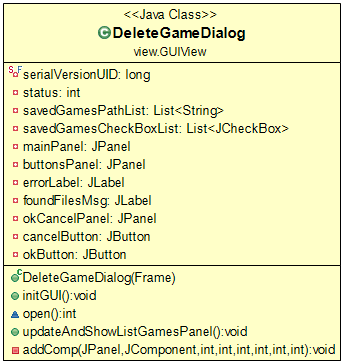 <<Java Class>>
C DeleteGameDialog
view.GUIView
S F serialVersionUID: long
status: int
savedGamesPathList: List<String>
savedGamesCheckBoxList: List<JCheckBox>
mainPanel: JPanel
buttonsPanel: JPanel
errorLabel: JLabel
foundFilesMsg: JLabel
okCancelPanel: JPanel
cancelButton: JButton
okButton: JButton
C DeleteGameDialog(Frame)
initGUI():void
open():int
updateAndShowListGamesPanel():void
addComp(JPanel,JComponent,int,int,int,int,int,int):void